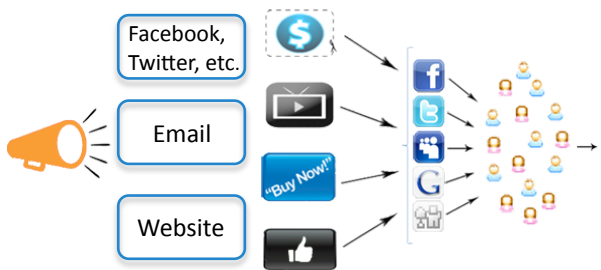 Facebook,
Twitter, etc.
Email
Website
$
"Buy Now!"
f
t
G